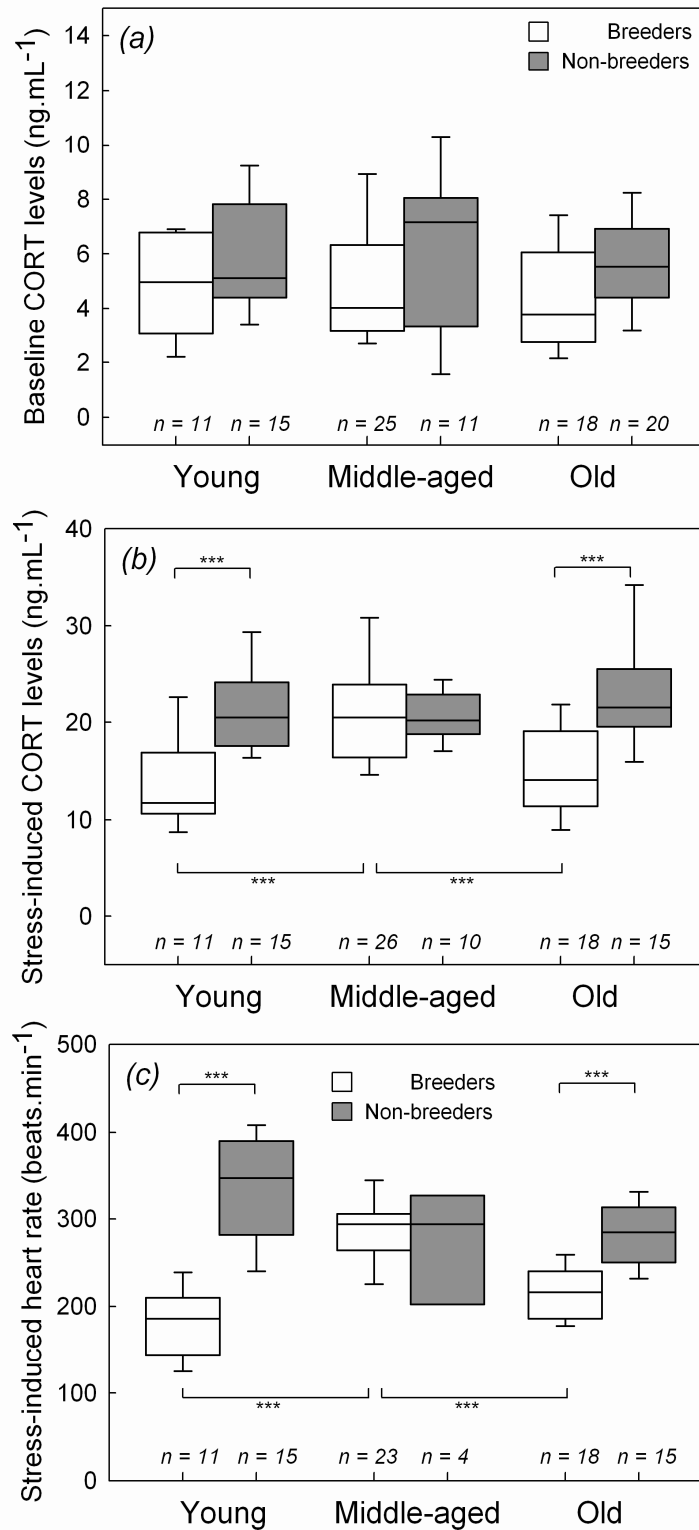 (a)
Breeders
Non-breeders
Baseline CORT levels (ng.mL⁻¹)
14
12
10
8
6
4
2
0
n = 11 n = 15 n = 25 n = 11 n = 18 n = 20
Young Middle-aged Old
(b)
Stress-induced CORT levels (ng.mL⁻¹)
40
30
20
10
0
*** ***
*** ***
n = 11 n = 15 n = 26 n = 10 n = 18 n = 15
Young Middle-aged Old
(c)
Breeders
Non-breeders
Stress-induced heart rate (beats.min⁻¹)
500
400
300
200
100
0
*** ***
*** ***
n = 11 n = 15 n = 23 n = 4 n = 18 n = 15
Young Middle-aged Old